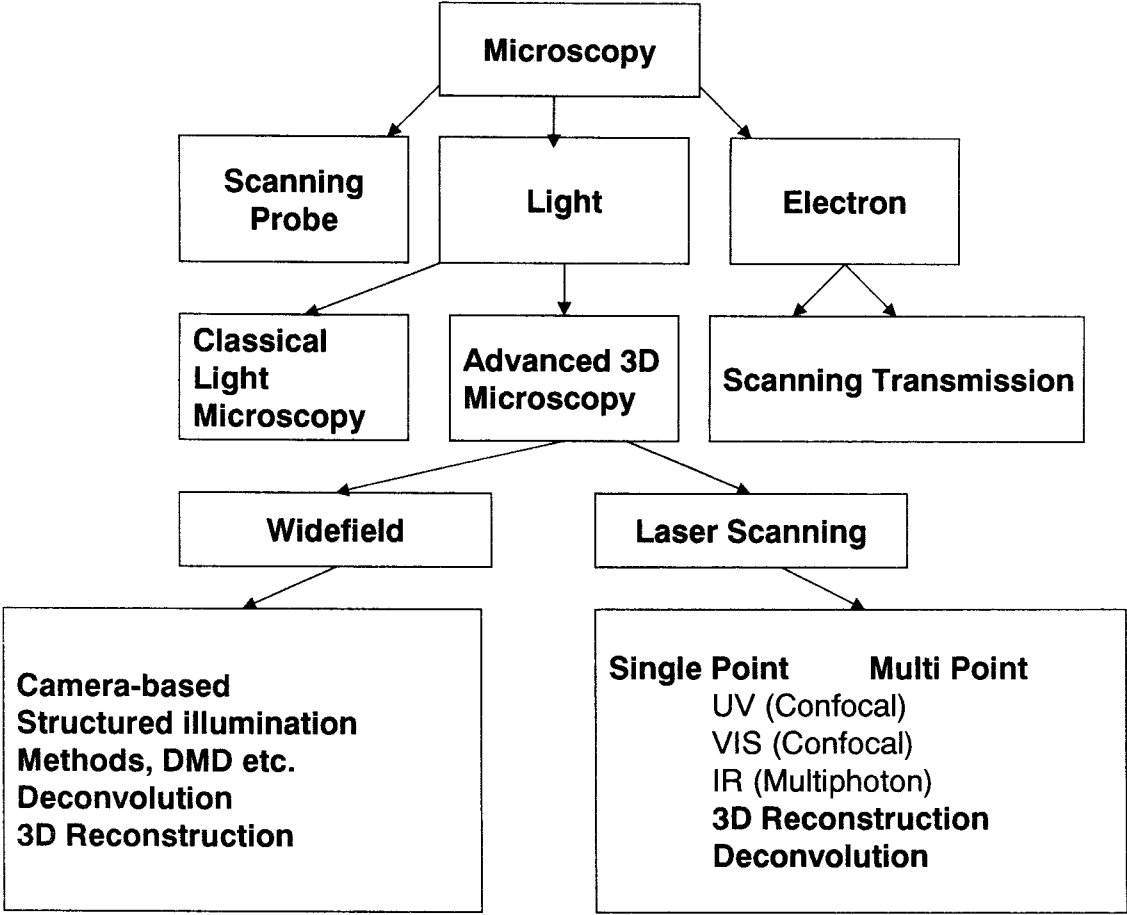 Microscopy
Scanning
Probe
Light
Electron
Classical
Light
Microscopy
Advanced 3D
Microscopy
Scanning Transmission
Widefield
Laser Scanning
Camera-based
Structured illumination
Methods, DMD etc.
Deconvolution
3D Reconstruction
Single Point Multi Point
UV (Confocal)
VIS (Confocal)
IR (Multiphoton)
3D Reconstruction
Deconvolution